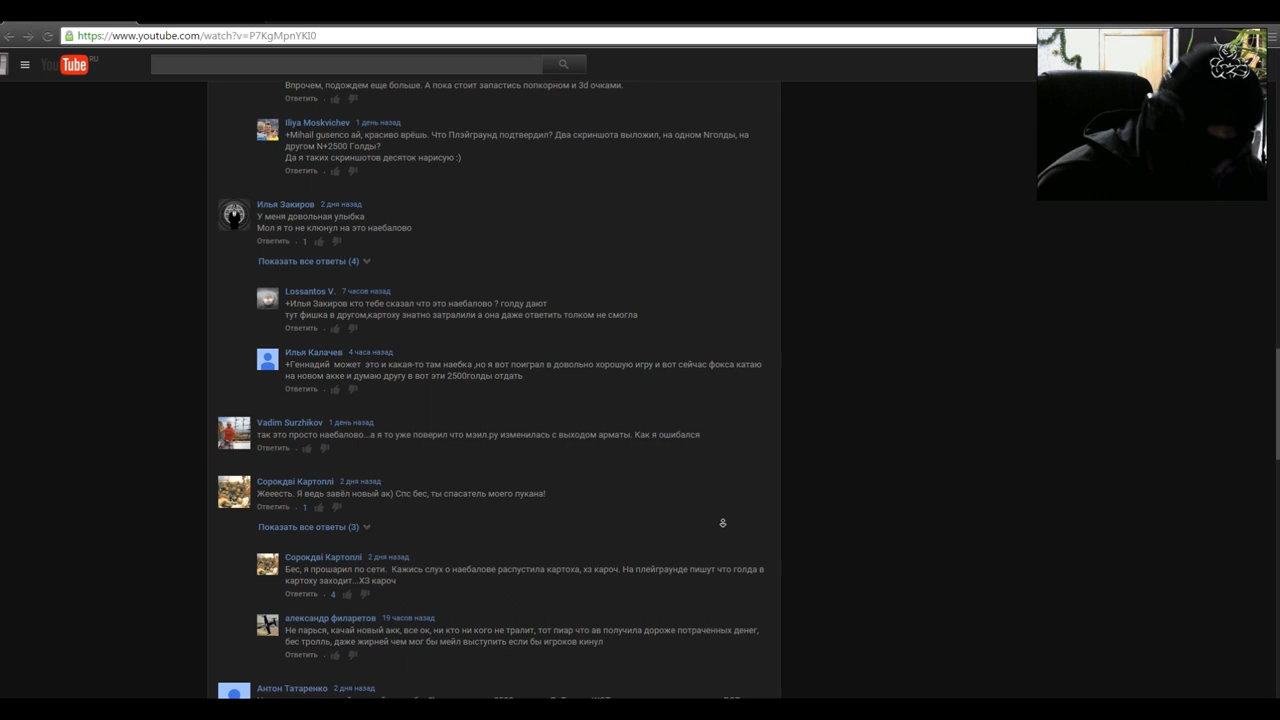 https://www.youtube.com/watch?v=P7KgMpnYKI0
YouTube RU
Впрочем, подождем еще больше. А пока стоит запастись попкорном и 3d очками.
Ответить .
Iliya Moskvichev 1 день назад
+Mihail gusenco ай, красиво врёшь. Что Плэйграунд подтвердил? Два скриншота выложил, на одном Nголды, на
другом N+2500 Голды?
Да я таких скриншотов десяток нарисую :)
Ответить .
Илья Закиров 2 дня назад
У меня довольная улыбка
Мол я то не клюнул на это наебалово
Ответить . 1
Показать все ответы (4)
Lossantos V. 7 часов назад
+Илья Закиров кто тебе сказал что это наебалово ? голду дают
тут фишка в другом,картоху знатно затралили а она даже ответить толком не смогла
Ответить .
Илья Калачев 4 часа назад
+Геннадий может это и какая-то там наебка ,но я вот поиграл в довольно хорошую игру и вот сейчас фокса катаю
на новом акке и думаю другу в вот эти 2500голды отдать
Ответить .
Vadim Surzhikov 1 день назад
так это просто наебалово...а я то уже поверил что мэил.ру изменилась с выходом арматы. Как я ошибался
Ответить .
Сорокдві Картоплі 2 дня назад
Жееесть. Я ведь завёл новый ак) Спс бес, ты спасатель моего пукана!
Ответить . 1
Показать все ответы (3)
Сорокдві Картоплі 2 дня назад
Бес, я прошарил по сети. Кажись слух о наебалове распустила картоха, хз кароч. На плейграунде пишут что голда в
картоху заходит...ХЗ кароч
Ответить . 4
александр филаретов 19 часов назад
Не парься, качай новый акк, все ок, ни кто ни кого не тралит, тот пиар что ав получила дороже потраченных денег,
бес тролль, даже жирней чем мог бы мейл выступить если бы игроков кинул
Ответить .
Антон Татаренко 2 дня назад